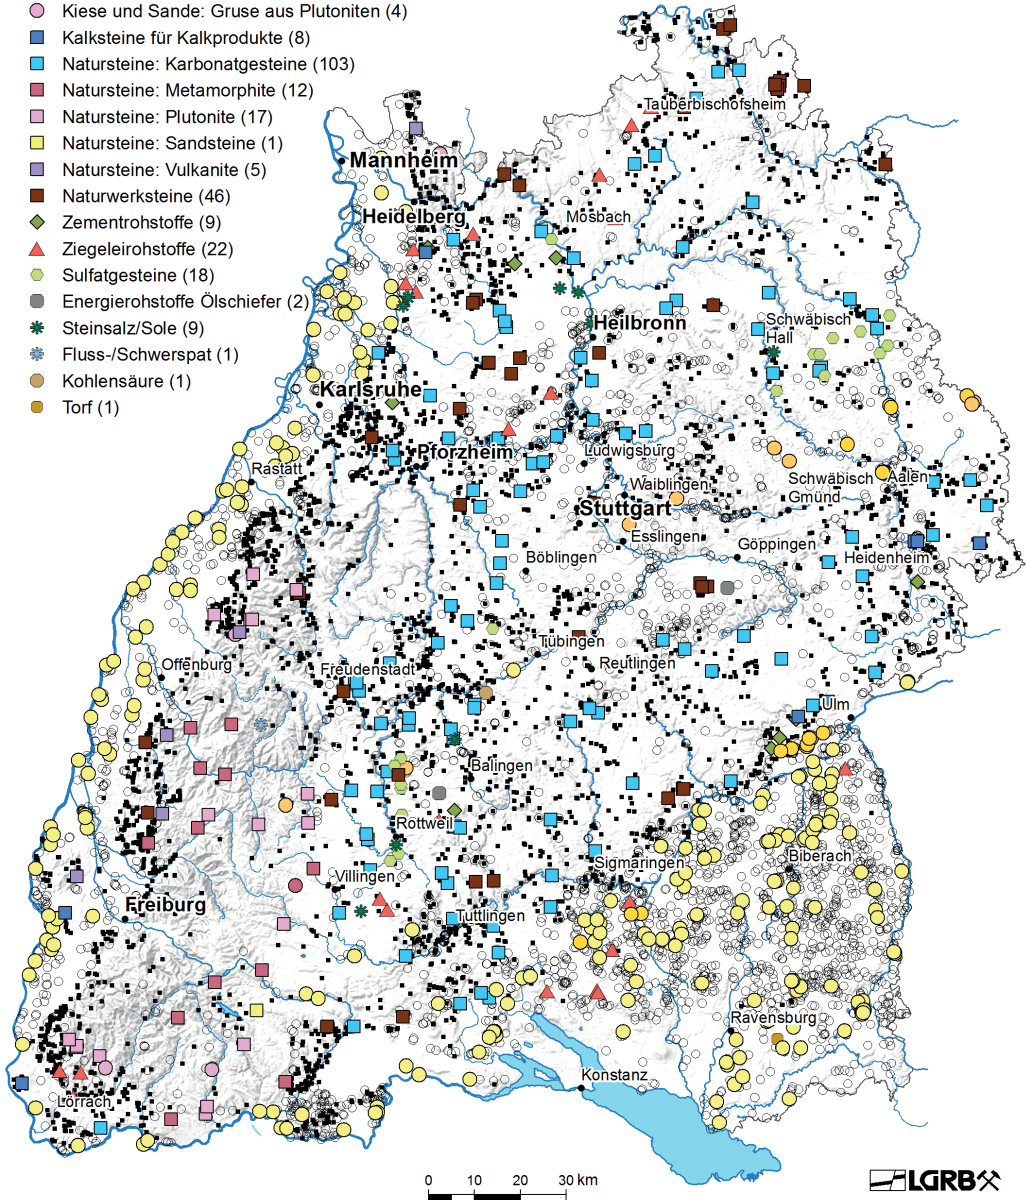 Kiese und Sande: Gruse aus Plutoniten (4)
Kalksteine für Kalkprodukte (8)
Natursteine: Karbonatgesteine (103)
Natursteine: Metamorphite (12)
Natursteine: Plutonite (17)
Natursteine: Sandsteine (1)
Natursteine: Vulkanite (5)
Naturwerksteine (46)
Zementrohstoffe (9)
Ziegeleirohstoffe (22)
Sulfatgesteine (18)
Energierohstoffe Ölschiefer (2)
Steinsalz/Sole (9)
Fluss-/Schwerspat (1)
Kohlensäure (1)
Torf (1)
Tauberbischofsheim
Mannheim
Heidelberg
Mosbach
Heilbronn
Schwäbisch
Hall
Karlsruhe
Pforzheim
Ludwigsburg
Rastatt
Waiblingen
Schwäbisch
Gmünd
Aalen
Stuttgart
Esslingen
Göppingen
Böblingen
Heidenheim
Tübingen
Offenburg
Freudenstadt
Reutlingen
Ulm
Balingen
Rottweil
Biberach
Sigmaringen
Villingen
Freiburg
Tuttlingen
Ravensburg
Konstanz
Lörrach
0 10 20 30 km
LGRB